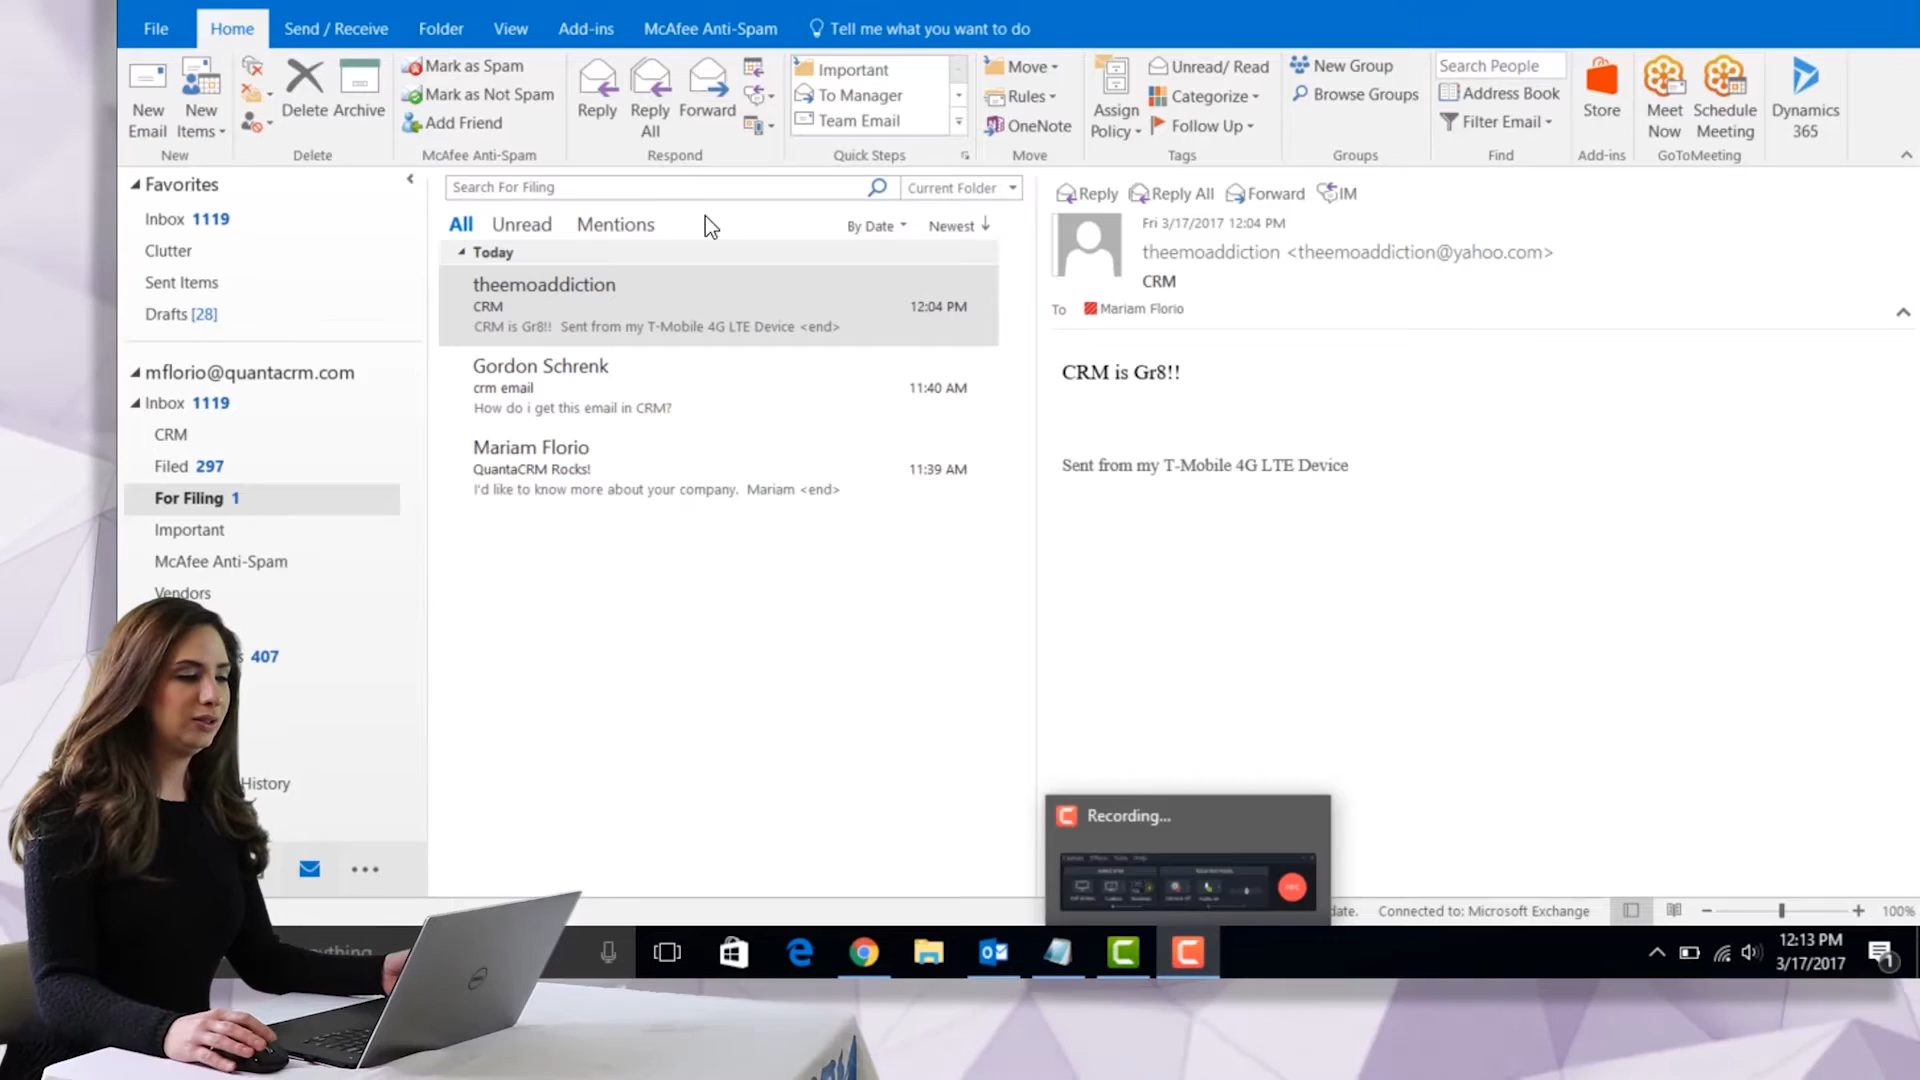 File Home Send / Receive Folder View Add-ins McAfee Anti-Spam Tell me what you want to do
New Email
New Items
Delete
Archive
Mark as Spam
Mark as Not Spam
Add Friend
Reply
Reply All
Forward
Important
To Manager
Team Email
Move
Rules
OneNote
Assign Policy
Unread/ Read
Categorize
Follow Up
New Group
Browse Groups
Search People
Address Book
Filter Email
Store
Meet Now
Schedule Meeting
Dynamics 365
New Delete McAfee Anti-Spam Respond Quick Steps Move Tags Groups Find Add-ins GoToMeeting
Favorites
Inbox 1119
Clutter
Sent Items
Drafts [28]
mflorio@quantacrm.com
Inbox 1119
CRM
Filed 297
For Filing 1
Important
McAfee Anti-Spam
Vendors
407
History
Search For Filing
Current Folder
All Unread Mentions By Date Newest
Today
theemoaddiction
CRM 12:04 PM
CRM is Gr8!! Sent from my T-Mobile 4G LTE Device <end>
Gordon Schrenk
crm email 11:40 AM
How do i get this email in CRM?
Mariam Florio
QuantaCRM Rocks! 11:39 AM
I'd like to know more about your company. Mariam <end>
Reply Reply All Forward IM
Fri 3/17/2017 12:04 PM
theemoaddiction <theemoaddiction@yahoo.com>
CRM
To Mariam Florio
CRM is Gr8!!
Sent from my T-Mobile 4G LTE Device
Recording...
rec
Connected to: Microsoft Exchange 100%
12:13 PM
3/17/2017
1
DELL